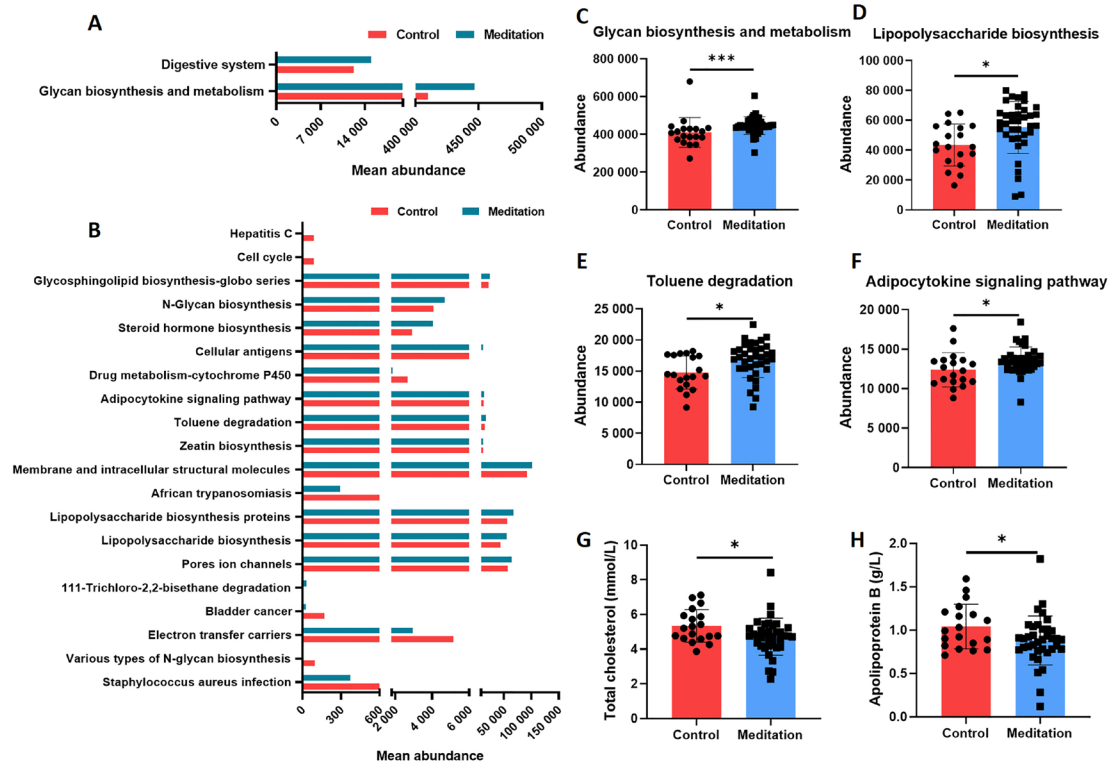 A
Control Meditation
Digestive system
Glycan biosynthesis and metabolism
0 7 000 14 000 400 000 450 000 500 000
Mean abundance
Control Meditation
B
Hepatitis C
Cell cycle
Glycosphingolipid biosynthesis-globo series
N-Glycan biosynthesis
Steroid hormone biosynthesis
Cellular antigens
Drug metabolism-cytochrome P450
Adipocytokine signaling pathway
Toluene degradation
Zeatin biosynthesis
Membrane and intracellular structural molecules
African trypanosomiasis
Lipopolysaccharide biosynthesis proteins
Lipopolysaccharide biosynthesis
Pores ion channels
111-Trichloro-2,2-bisethane degradation
Bladder cancer
Electron transfer carriers
Various types of N-glycan biosynthesis
Staphylococcus aureus infection
0 300 600 2 000 4 000 6 000 50 000 100 000 150 000
Mean abundance
C
Glycan biosynthesis and metabolism
***
800 000
600 000
400 000
200 000
0
Abundance
Control Meditation
D
Lipopolysaccharide biosynthesis
*
100 000
80 000
60 000
40 000
20 000
0
Abundance
Control Meditation
E
Toluene degradation
*
25 000
20 000
15 000
10 000
5 000
0
Abundance
Control Meditation
F
Adipocytokine signaling pathway
*
20 000
15 000
10 000
5 000
0
Abundance
Control Meditation
G
*
10
8
6
4
2
0
Total cholesterol (mmol/L)
Control Meditation
H
*
2.0
1.5
1.0
0.5
0.0
Apolipoprotein B (g/L)
Control Meditation